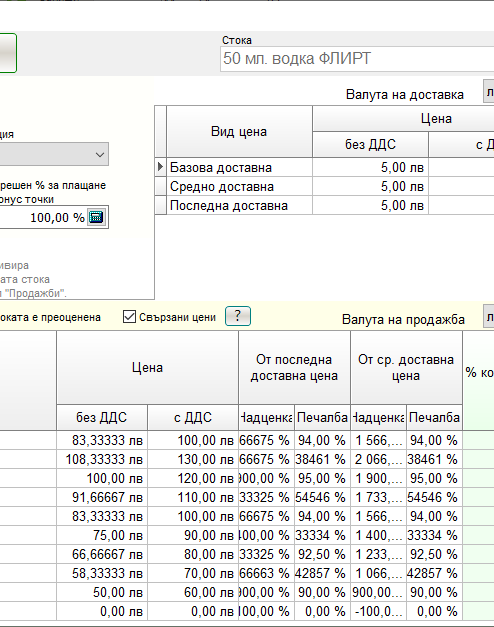 Стока
50 мл. водка ФЛИРТ
Валута на доставка
Вид цена
Цена
без ДДС
Базова доставна 5,00 лв
Средно доставна 5,00 лв
Последна доставна 5,00 лв
решен % за плащане
100,00 %
ата стока
"Продажби".
оката е преоценена
Свързани цени
?
Валута на продажба
Цена
От последна доставна цена
От ср. доставна цена
без ДДС с ДДС Надценка Печалба Надценка Печалба
83,33333 лв 100,00 лв 66675 % 94,00 % 1 566,... 94,00 %
108,33333 лв 130,00 лв 66675 % 38461 % 2 066,... 38461 %
100,00 лв 120,00 лв 900,00 % 95,00 % 1 900,... 95,00 %
91,66667 лв 110,00 лв 33325 % 54546 % 1 733,... 54546 %
83,33333 лв 100,00 лв 66675 % 94,00 % 1 566,... 94,00 %
75,00 лв 90,00 лв 400,00 % 33334 % 1 400,... 33334 %
66,66667 лв 80,00 лв 33325 % 92,50 % 1 233,... 92,50 %
58,33333 лв 70,00 лв 66663 % 42857 % 1 066,... 42857 %
50,00 лв 60,00 лв 900,00 % 90,00 % 900,00... 90,00 %
0,00 лв 0,00 лв 100,00 % 0,00 % -100,0... 0,00 %